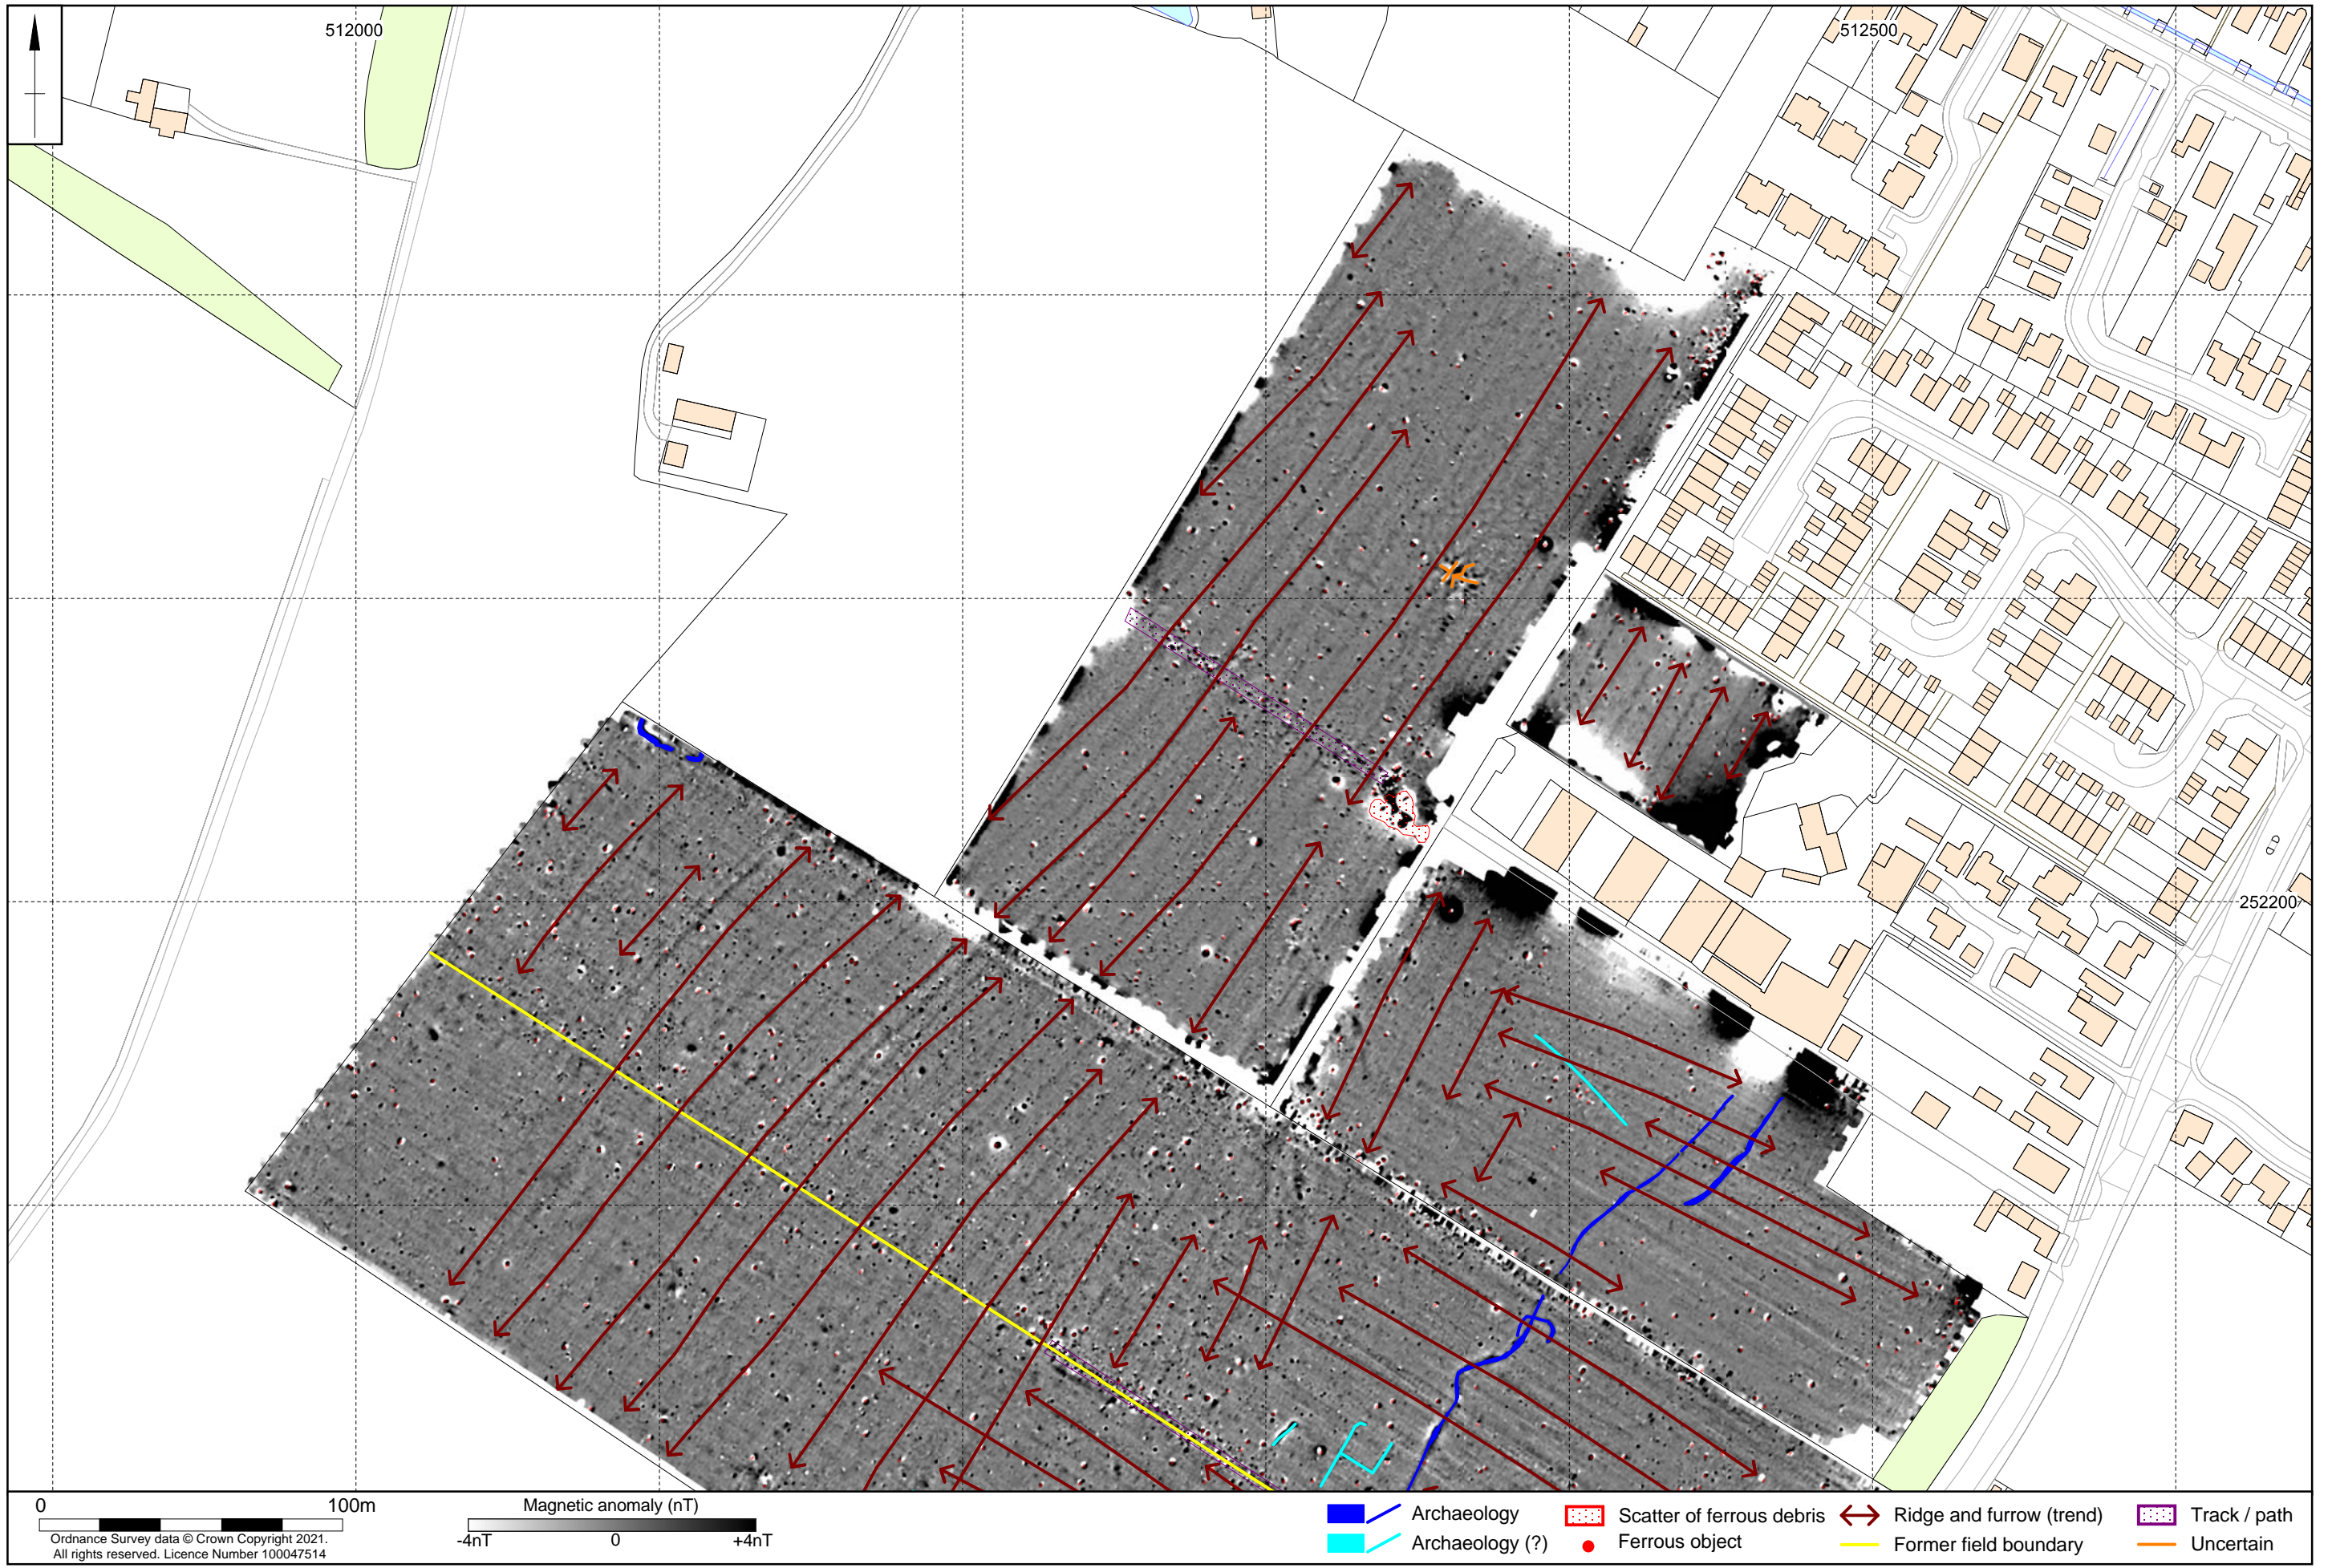 512000
512500
252200
0 100m
Ordnance Survey data © Crown Copyright 2021.
All rights reserved. Licence Number 100047514
Magnetic anomaly (nT)
-4nT 0 +4nT
Archaeology
Archaeology (?)
Scatter of ferrous debris
Ferrous object
Ridge and furrow (trend)
Former field boundary
Track / path
Uncertain